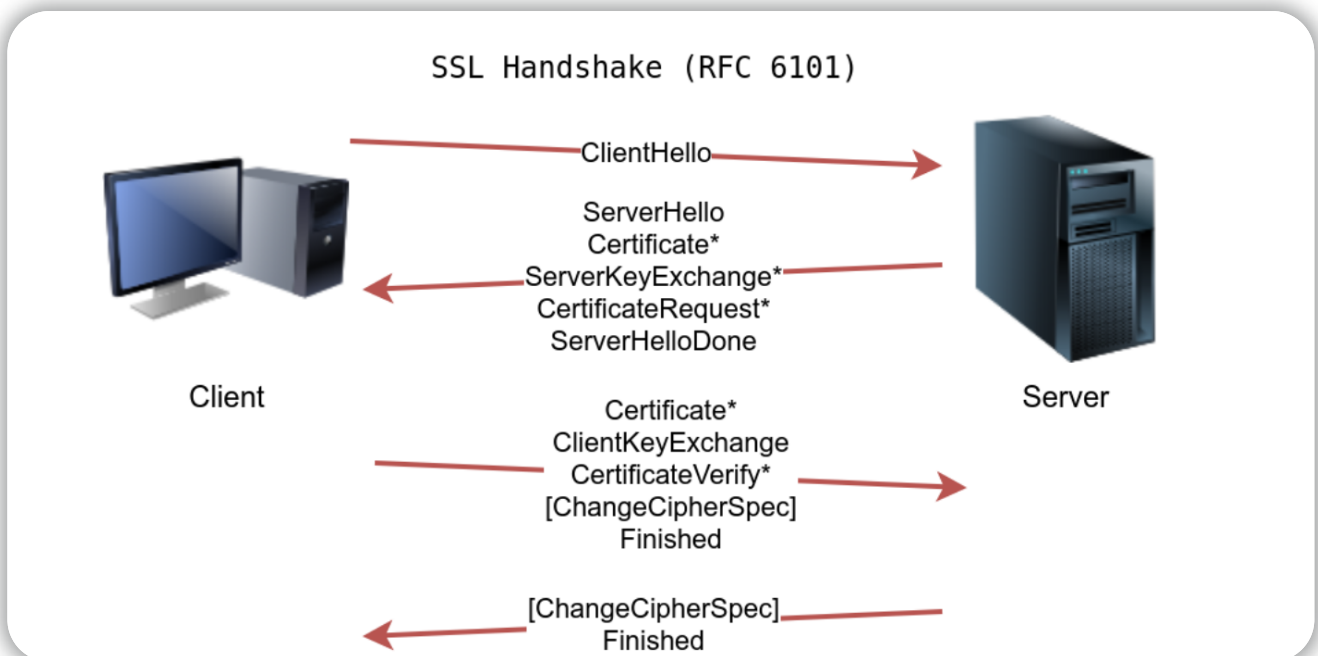 SSL Handshake (RFC 6101)
ClientHello
ServerHello
Certificate*
ServerKeyExchange*
CertificateRequest*
ServerHelloDone
Client
Server
Certificate*
ClientKeyExchange
CertificateVerify*
[ChangeCipherSpec]
Finished
[ChangeCipherSpec]
Finished